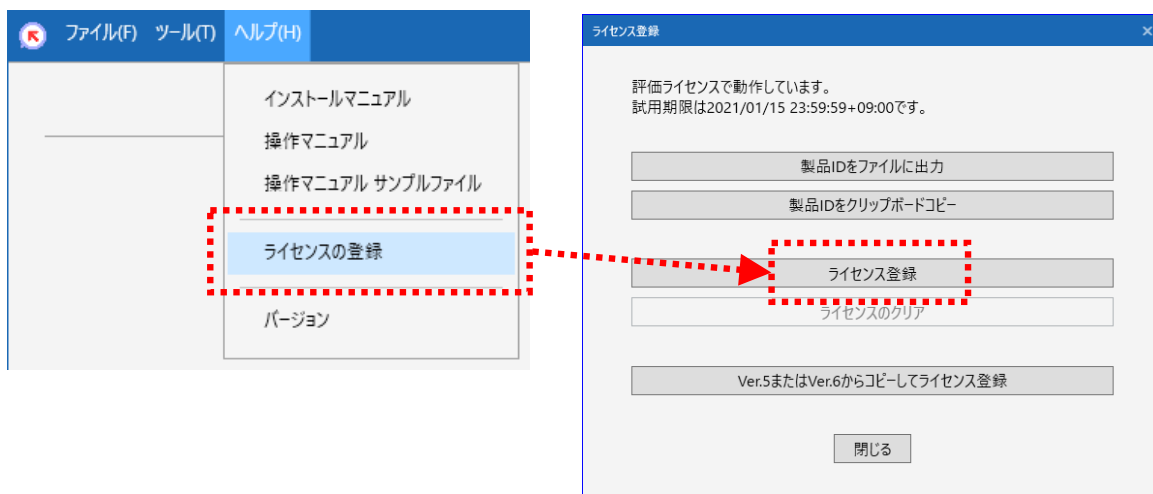 ファイル(F) ツール(T) ヘルプ(H)
インストールマニュアル
操作マニュアル
操作マニュアル サンプルファイル
ライセンスの登録
バージョン
ライセンス登録
評価ライセンスで動作しています。
試用期限は2021/01/15 23:59:59+09:00です。
製品IDをファイルに出力
製品IDをクリップボードコピー
ライセンス登録
ライセンスのクリア
Ver.5またはVer.6からコピーしてライセンス登録
閉じる